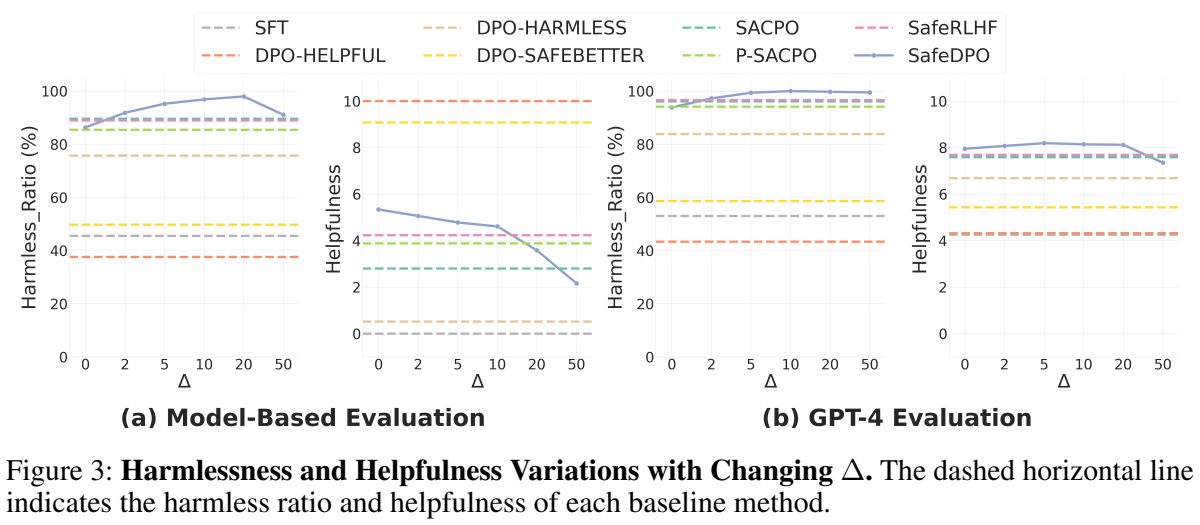 SFT
DPO-HELPFUL
DPO-HARMLESS
DPO-SAFEBETTER
SACPO
P-SACPO
SafeRLHF
SafeDPO
Harmless_Ratio (%)
100
80
60
40
20
0
0 2 5 10 20 50
Δ
Helpfulness
10
8
6
4
2
0
0 2 5 10 20 50
Δ
(a) Model-Based Evaluation
Harmless_Ratio (%)
100
80
60
40
20
0
0 2 5 10 20 50
Δ
Helpfulness
10
8
6
4
2
0
0 2 5 10 20 50
Δ
(b) GPT-4 Evaluation
Figure 3: Harmlessness and Helpfulness Variations with Changing Δ. The dashed horizontal line
indicates the harmless ratio and helpfulness of each baseline method.